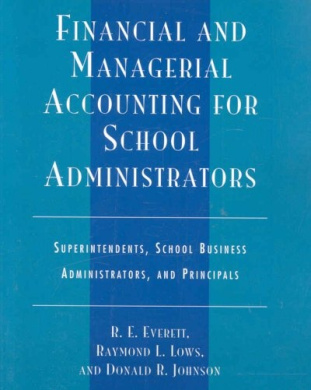 FINANCIAL AND
MANAGERIAL
ACCOUNTING FOR
SCHOOL
ADMINISTRATORS
SUPERINTENDENTS, SCHOOL BUSINESS
ADMINISTRATORS, AND PRINCIPALS
R. E. EVERETT,
RAYMOND L. LOWS,
AND DONALD R. JOHNSON